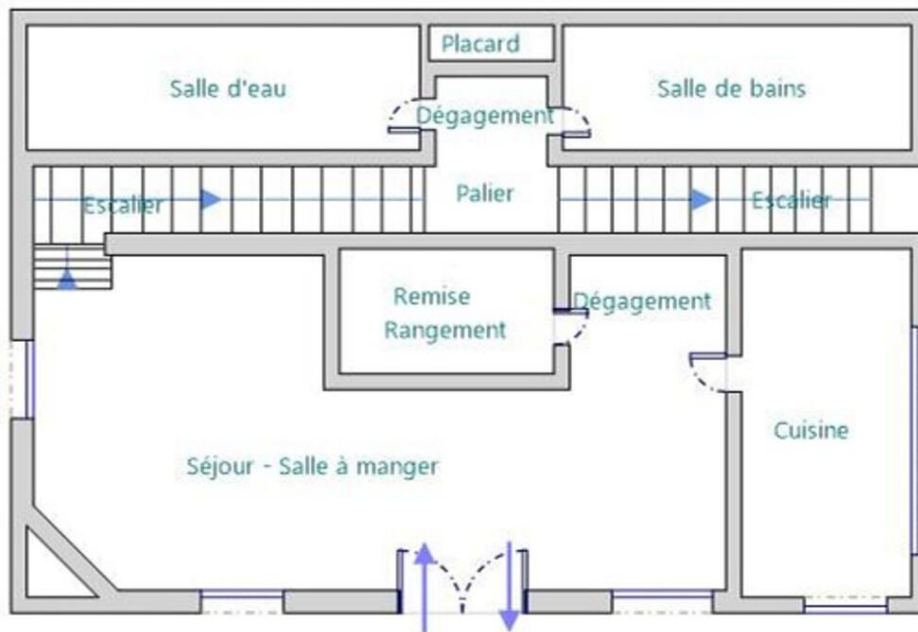 Placard
Salle d'eau
Salle de bains
Dégagement
Escalier
Palier
Escalier
Remise
Rangement
Dégagement
Cuisine
Séjour - Salle à manger